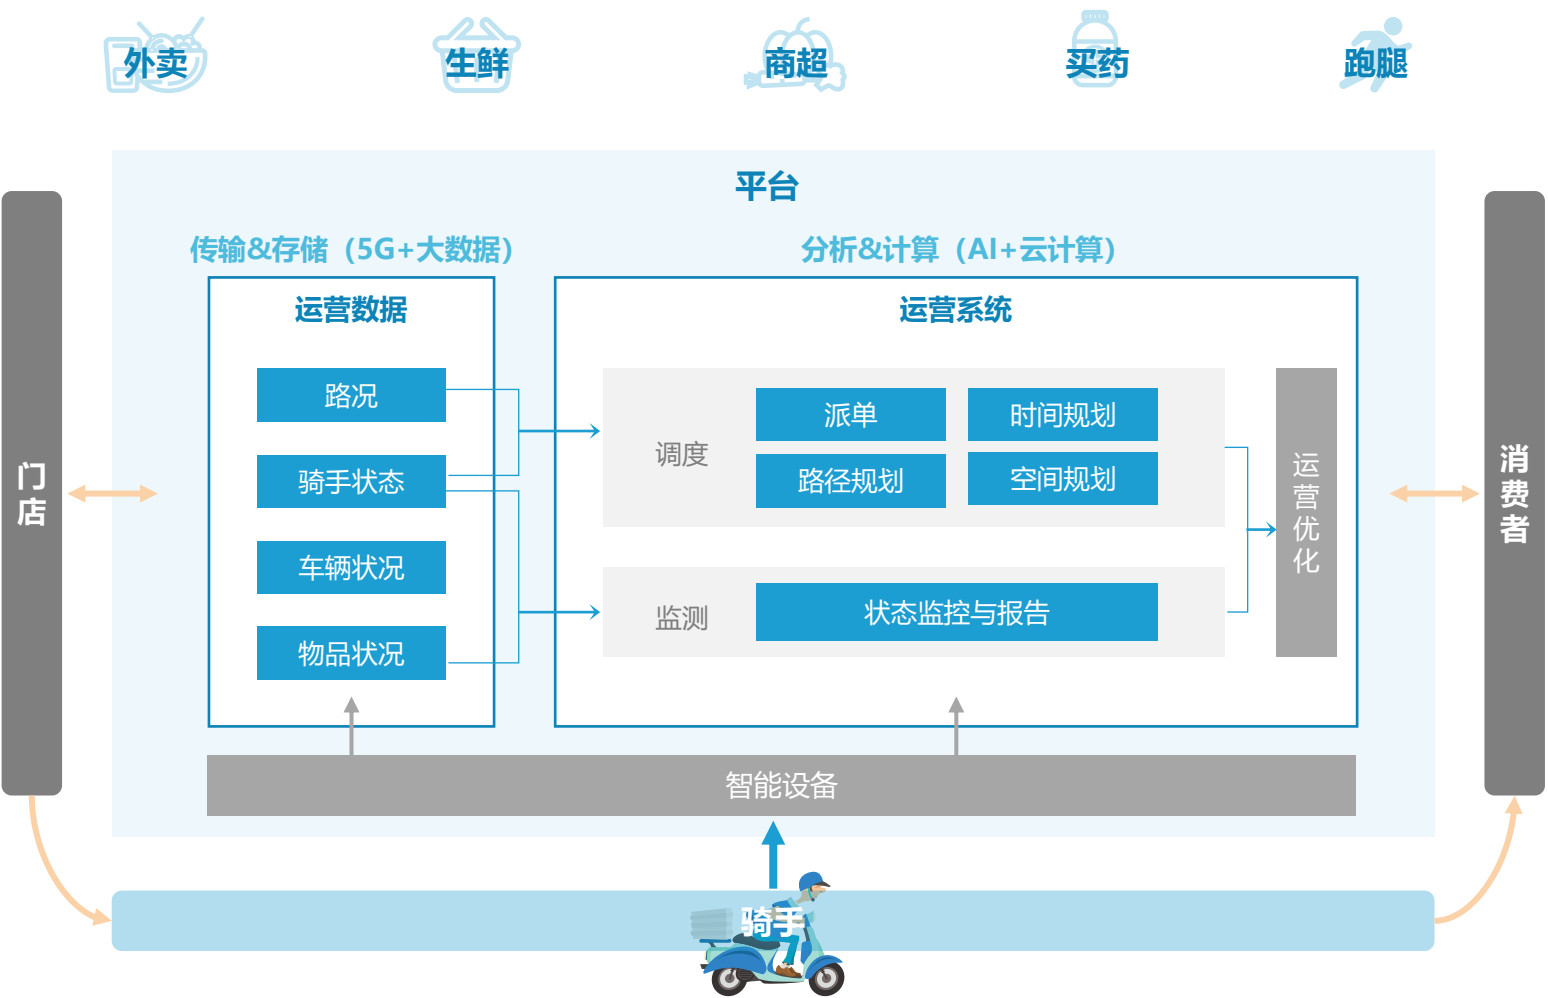 外卖
生鲜
商超
买药
跑腿
平台
传输&存储（5G+大数据）
分析&计算（AI+云计算）
运营数据
运营系统
路况
骑手状态
车辆状况
物品状况
调度
派单
时间规划
路径规划
空间规划
监测
状态监控与报告
运营优化
门店
消费者
智能设备
骑手